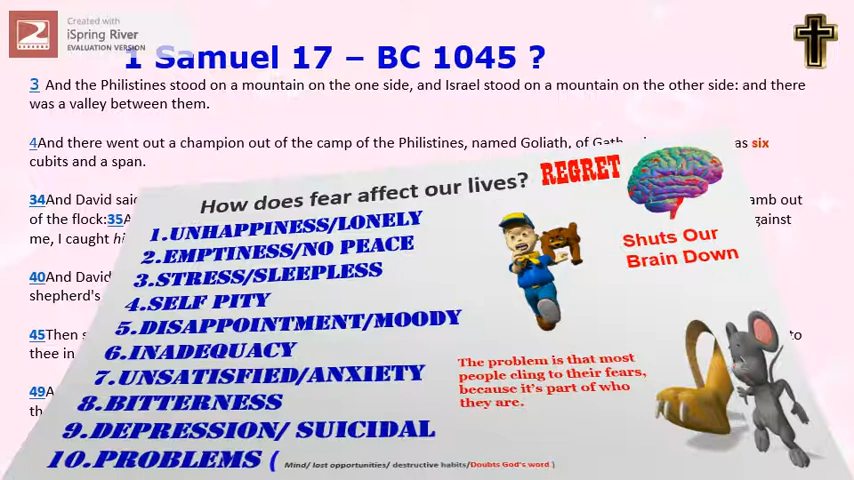 Created with
iSpring River
EVALUATION VERSION
1 Samuel 17 – BC 1045 ?
3 And the Philistines stood on a mountain on the one side, and Israel stood on a mountain on the other side: and there
was a valley between them.
4And there went out a champion out of the camp of the Philistines, named Goliath, of Gath, as six
cubits and a span.
34And David said amb out
of the flock:35A gainst
me, I caught hi
40And David
shepherd's
45Then s to
thee in
49A
th
How does fear affect our lives?
REGRET
1.UNHAPPINESS/LONELY
2.EMPTINESS/NO PEACE
3.STRESS/SLEEPLESS
4.SELF PITY
5.DISAPPOINTMENT/MOODY
6.INADEQUACY
7.UNSATISFIED/ANXIETY
8.BITTERNESS
9.DEPRESSION/ SUICIDAL
10.PROBLEMS ( Mind/ lost opportunities/ destructive habits/Doubts God's word )
Shuts Our
Brain Down
The problem is that most
people cling to their fears,
because it's part of who
they are.